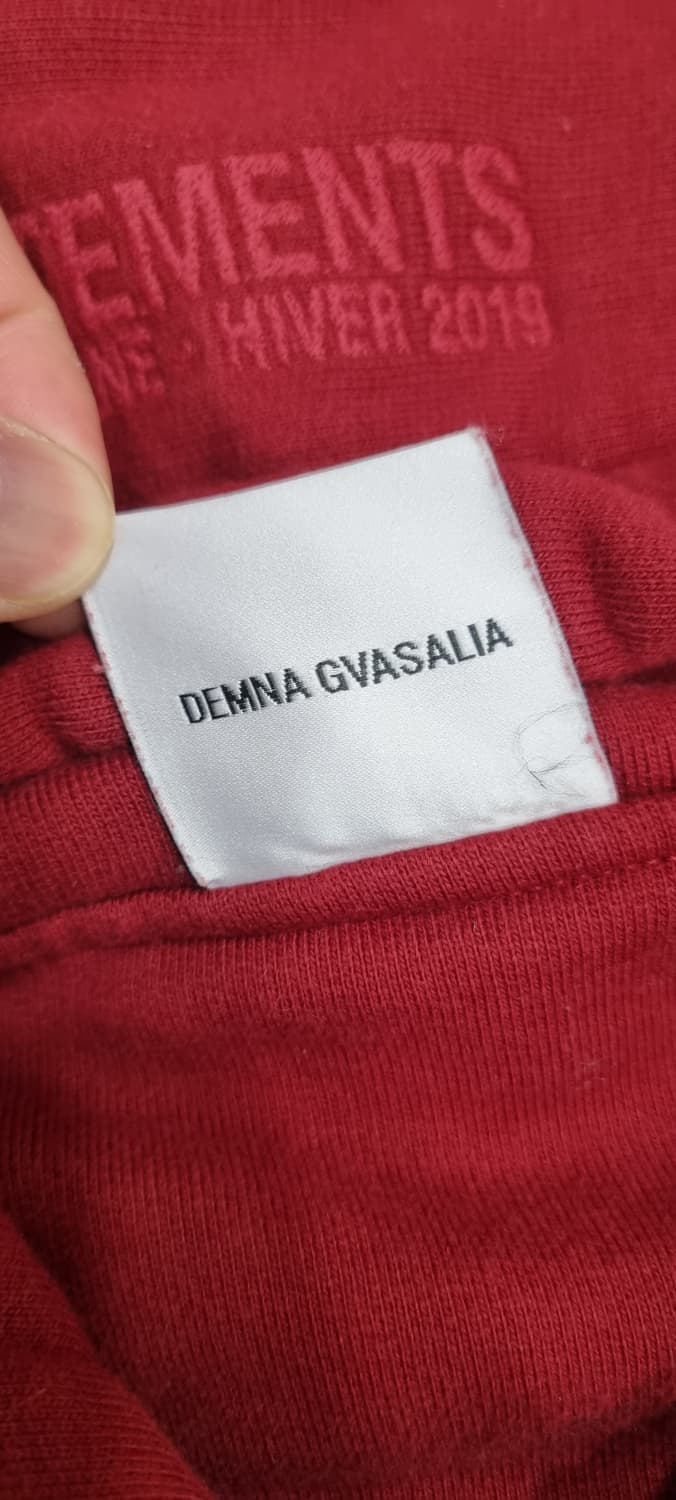 TEMENTS
NE - HIVER 2019
DEMNA GVASALIA